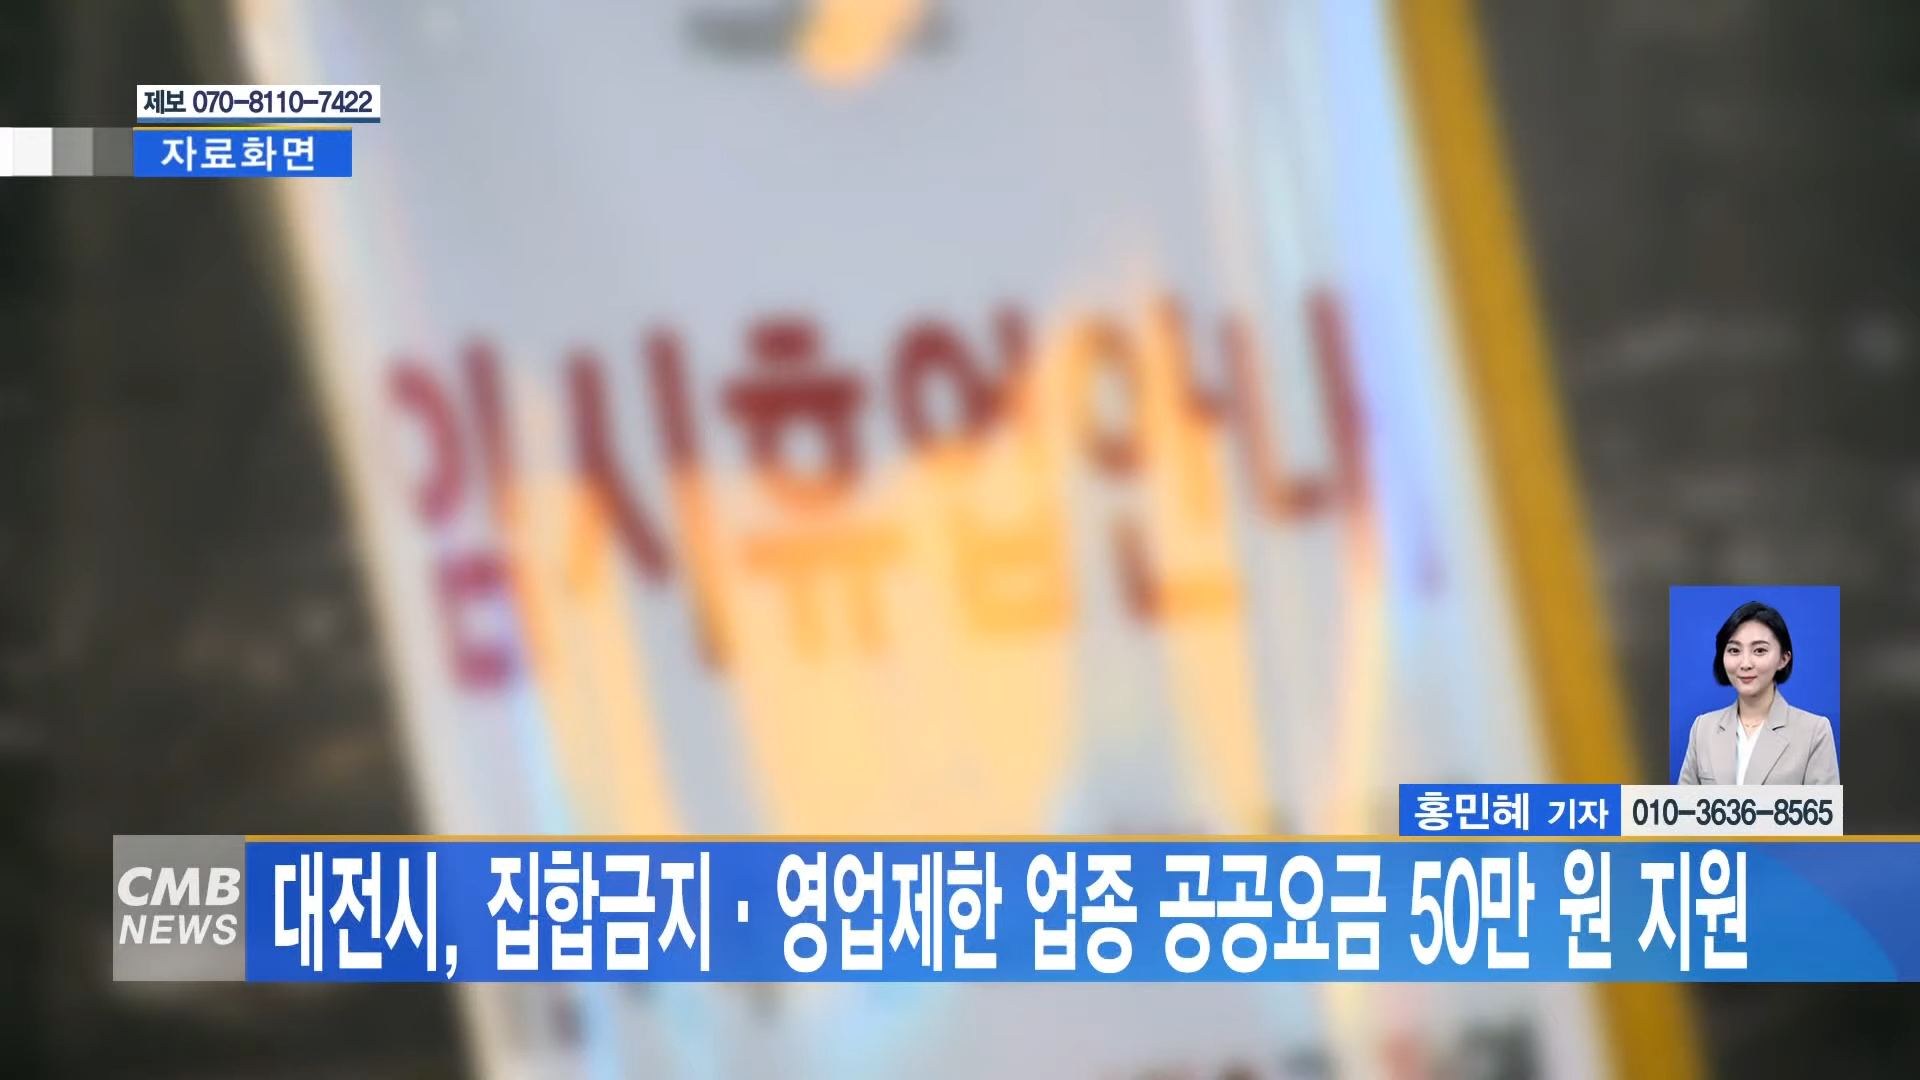 제보 070-8110-7422
자료화면
임시휴업안내
홍민혜 기자 010-3636-8565
CMB
NEWS
대전시, 집합금지·영업제한 업종 공공요금 50만 원 지원